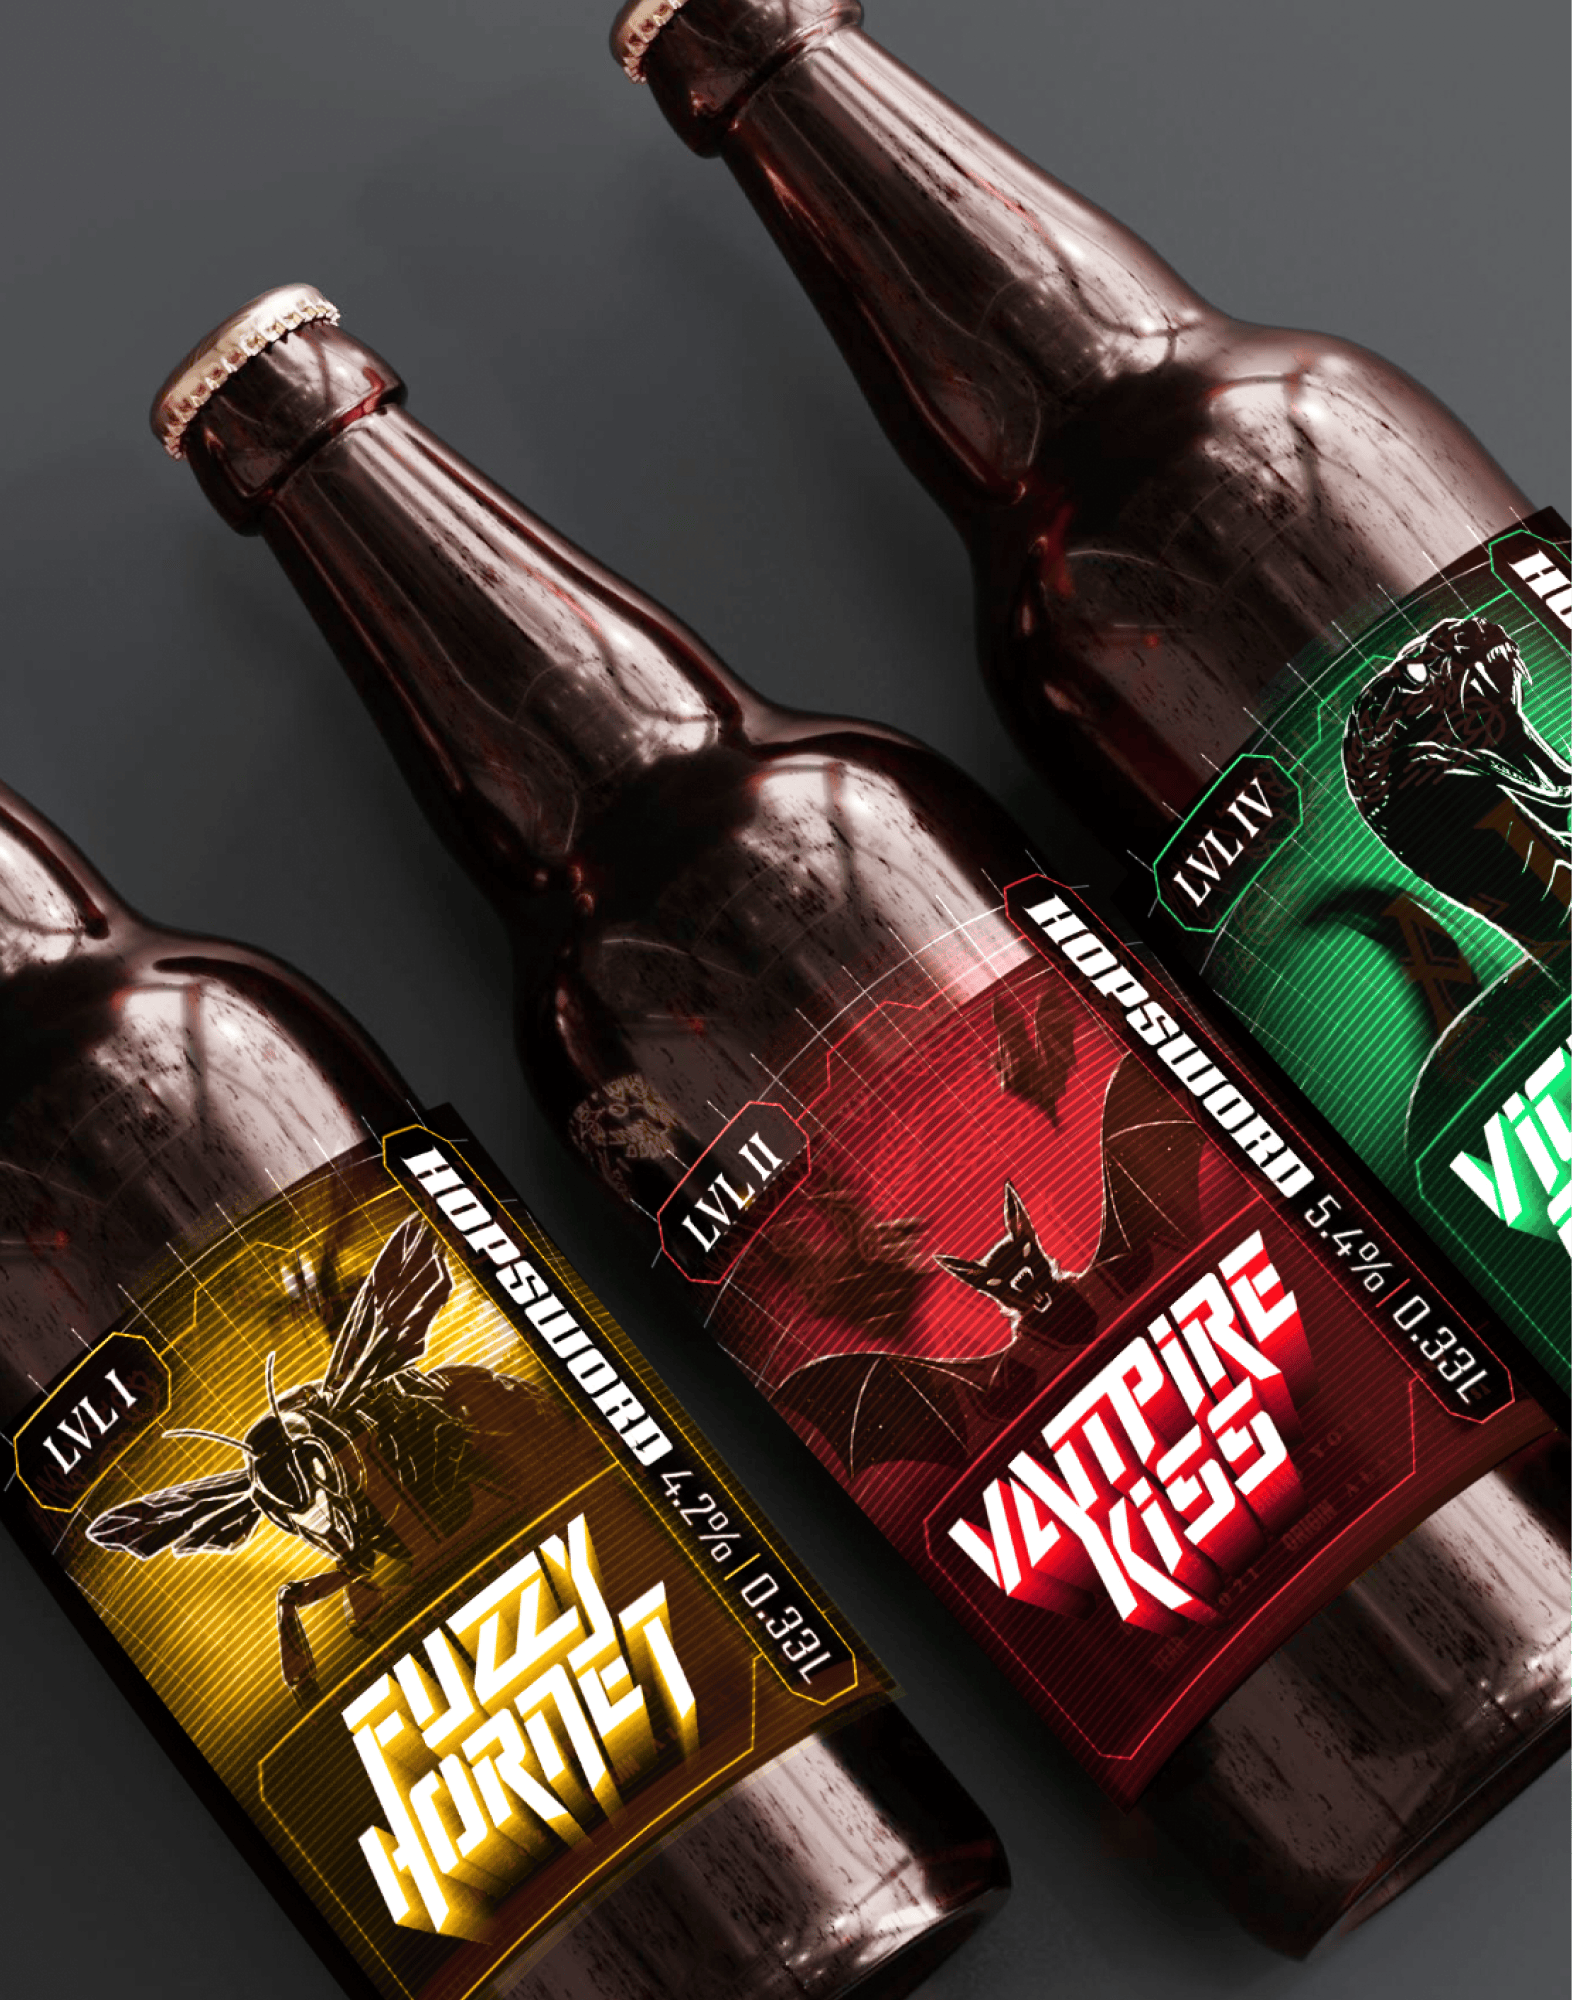 LVL I
HOPSWORD 4.2% | 0.33L
FUZZY
HORNET
LVL II
HOPSWORD 5.4% | 0.33L
VAMPIRE
KISS
ORIGIN
LVL IV